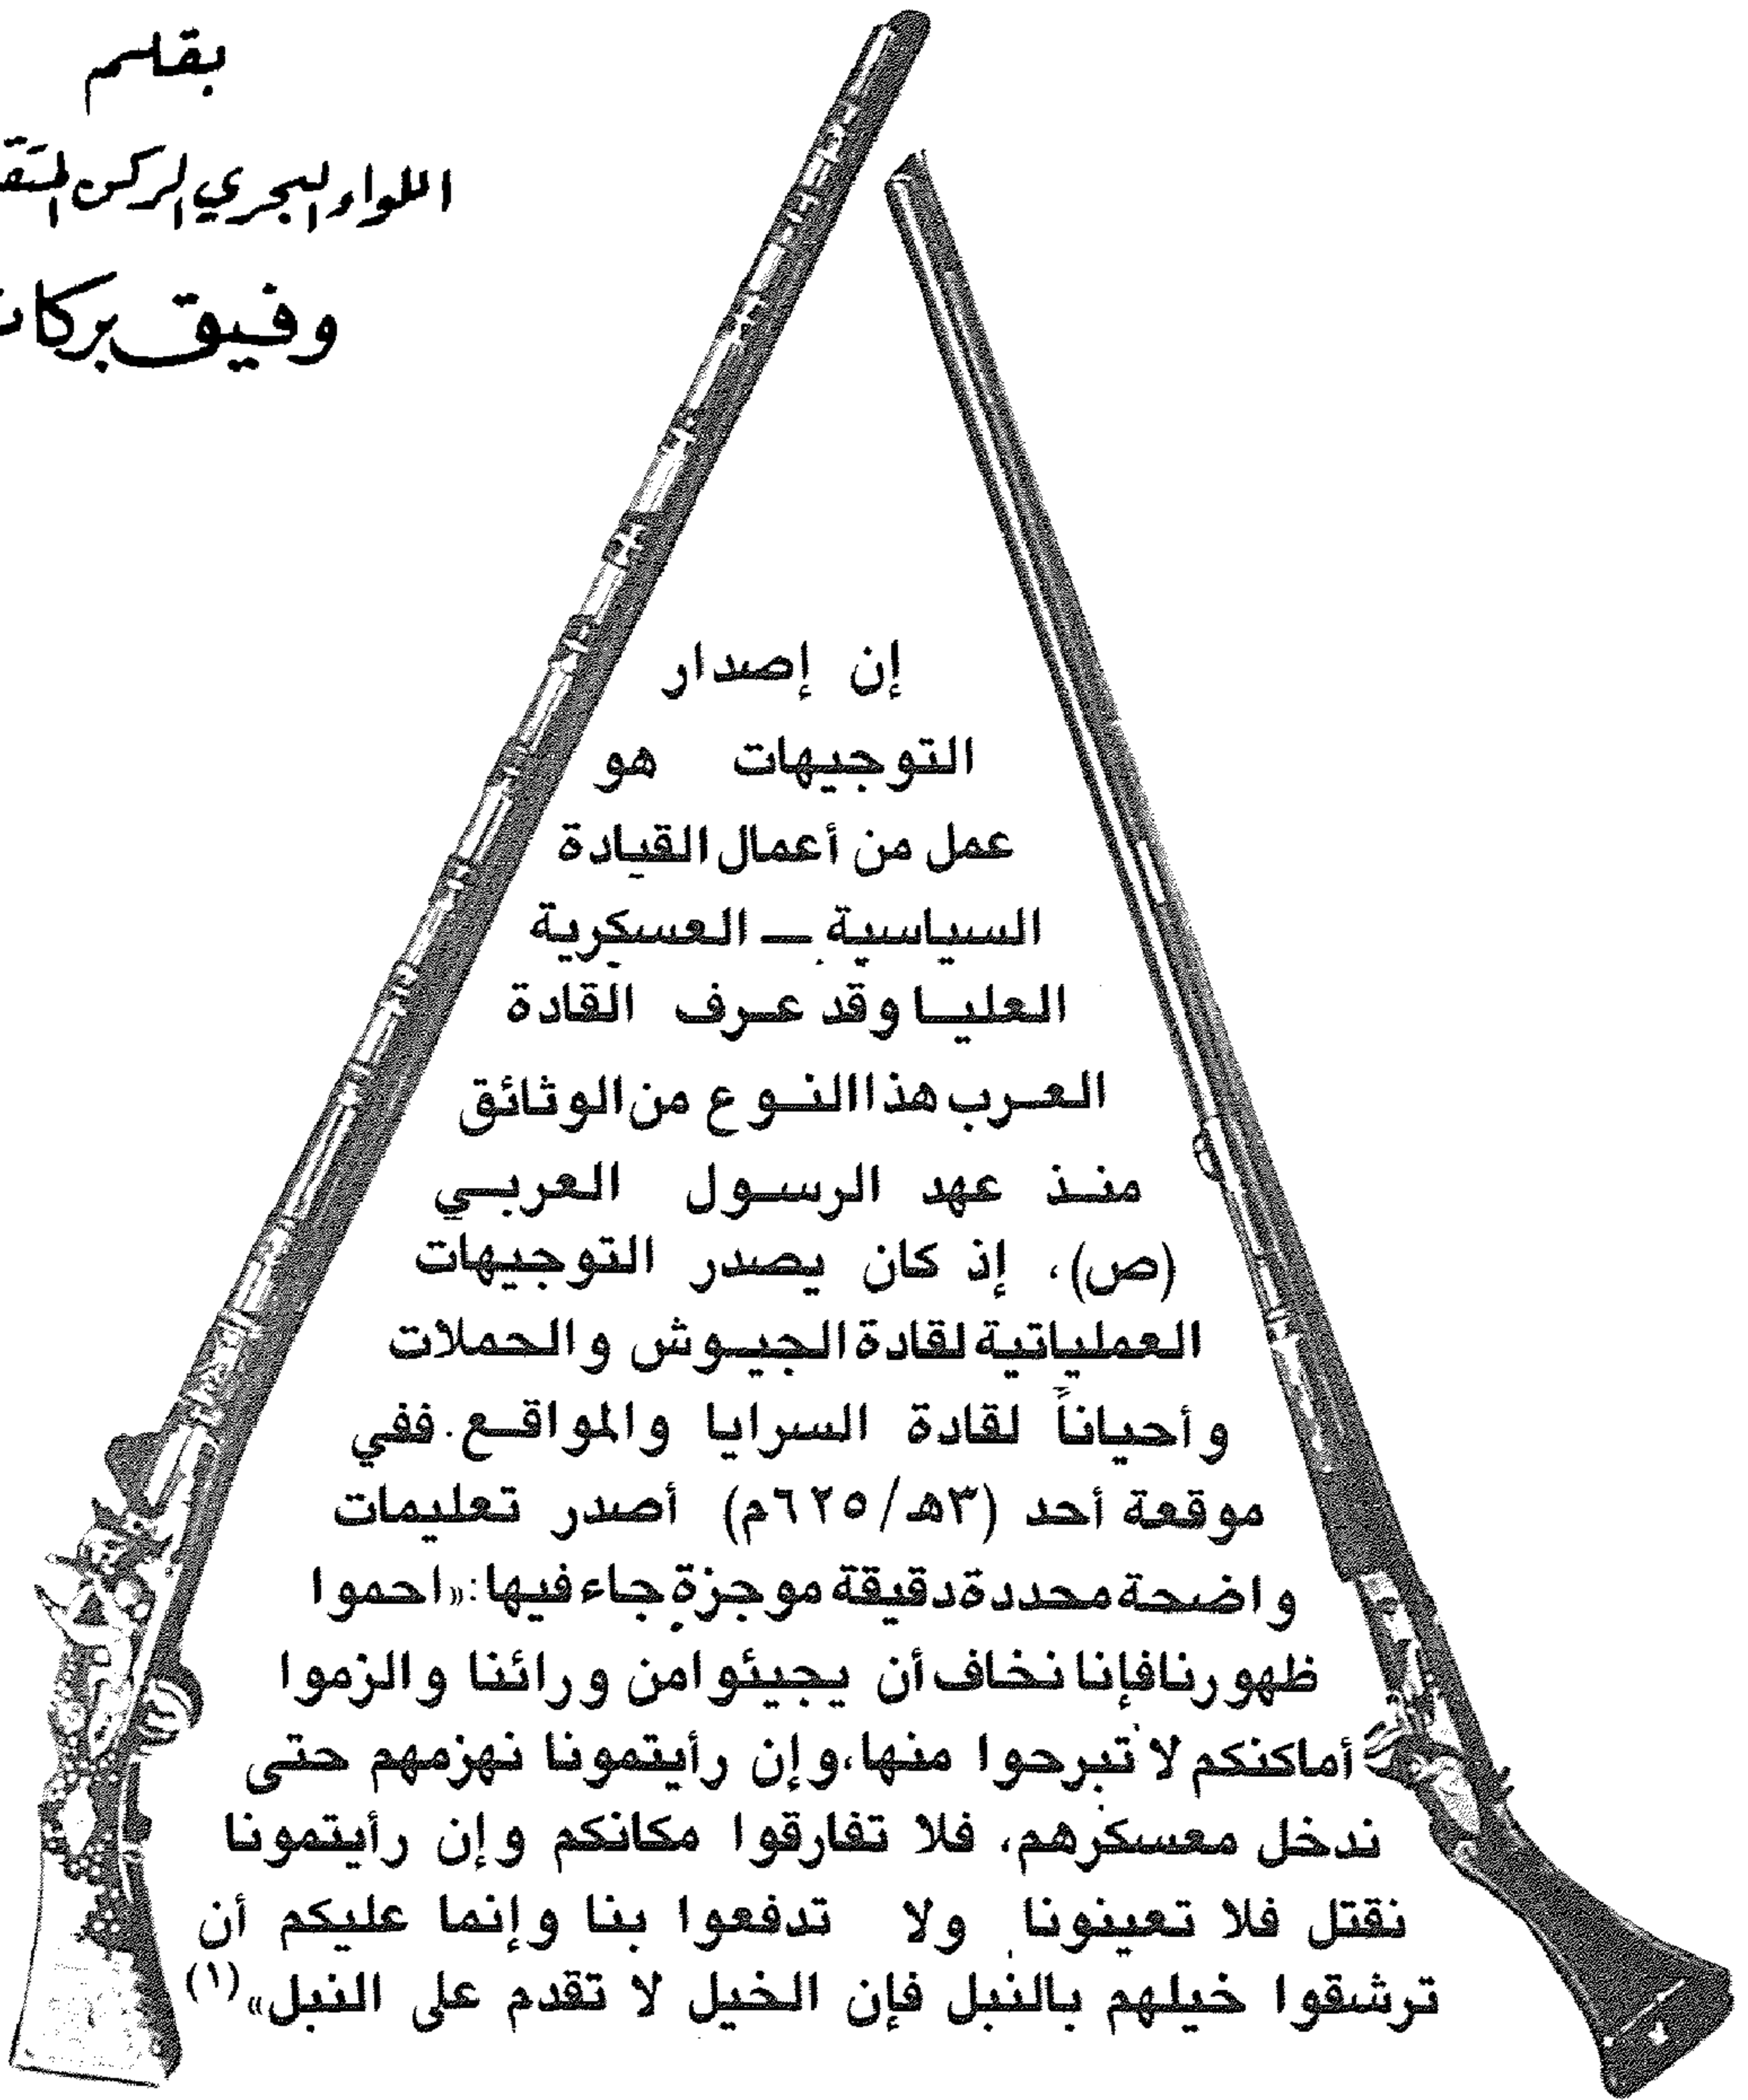 بقلم
اللواء البحري الركن
وفيق
إن إصدار
التوجيهات هو
عمل من أعمال القيادة
السياسية — العسكرية
العليا وقد عرف القادة
العرب هذا النوع من الوثائق
منذ عهد الرسول العربي
(ص)، إذ كان يصدر التوجيهات
العملياتية لقادة الجيوش والحملات
وأحياناً لقادة السرايا والمواقع. ففي
موقعة أحد (٣هـ/٦٢٥م) أصدر تعليمات
واضحة محددة دقيقة موجزة جاء فيها: «احموا
ظهورنا فإنا نخاف أن يجيئوا من ورائنا والزموا
أماكنكم لا تبرحوا منها، وإن رأيتمونا نهزمهم حتى
ندخل معسكرهم، فلا تفارقوا مكانكم وإن رأيتمونا
نقتل فلا تعينونا ولا تدفعوا بنا وإنما عليكم أن
ترشقوا خيلهم بالنبل فإن الخيل لا تقدم على النبل» (١)